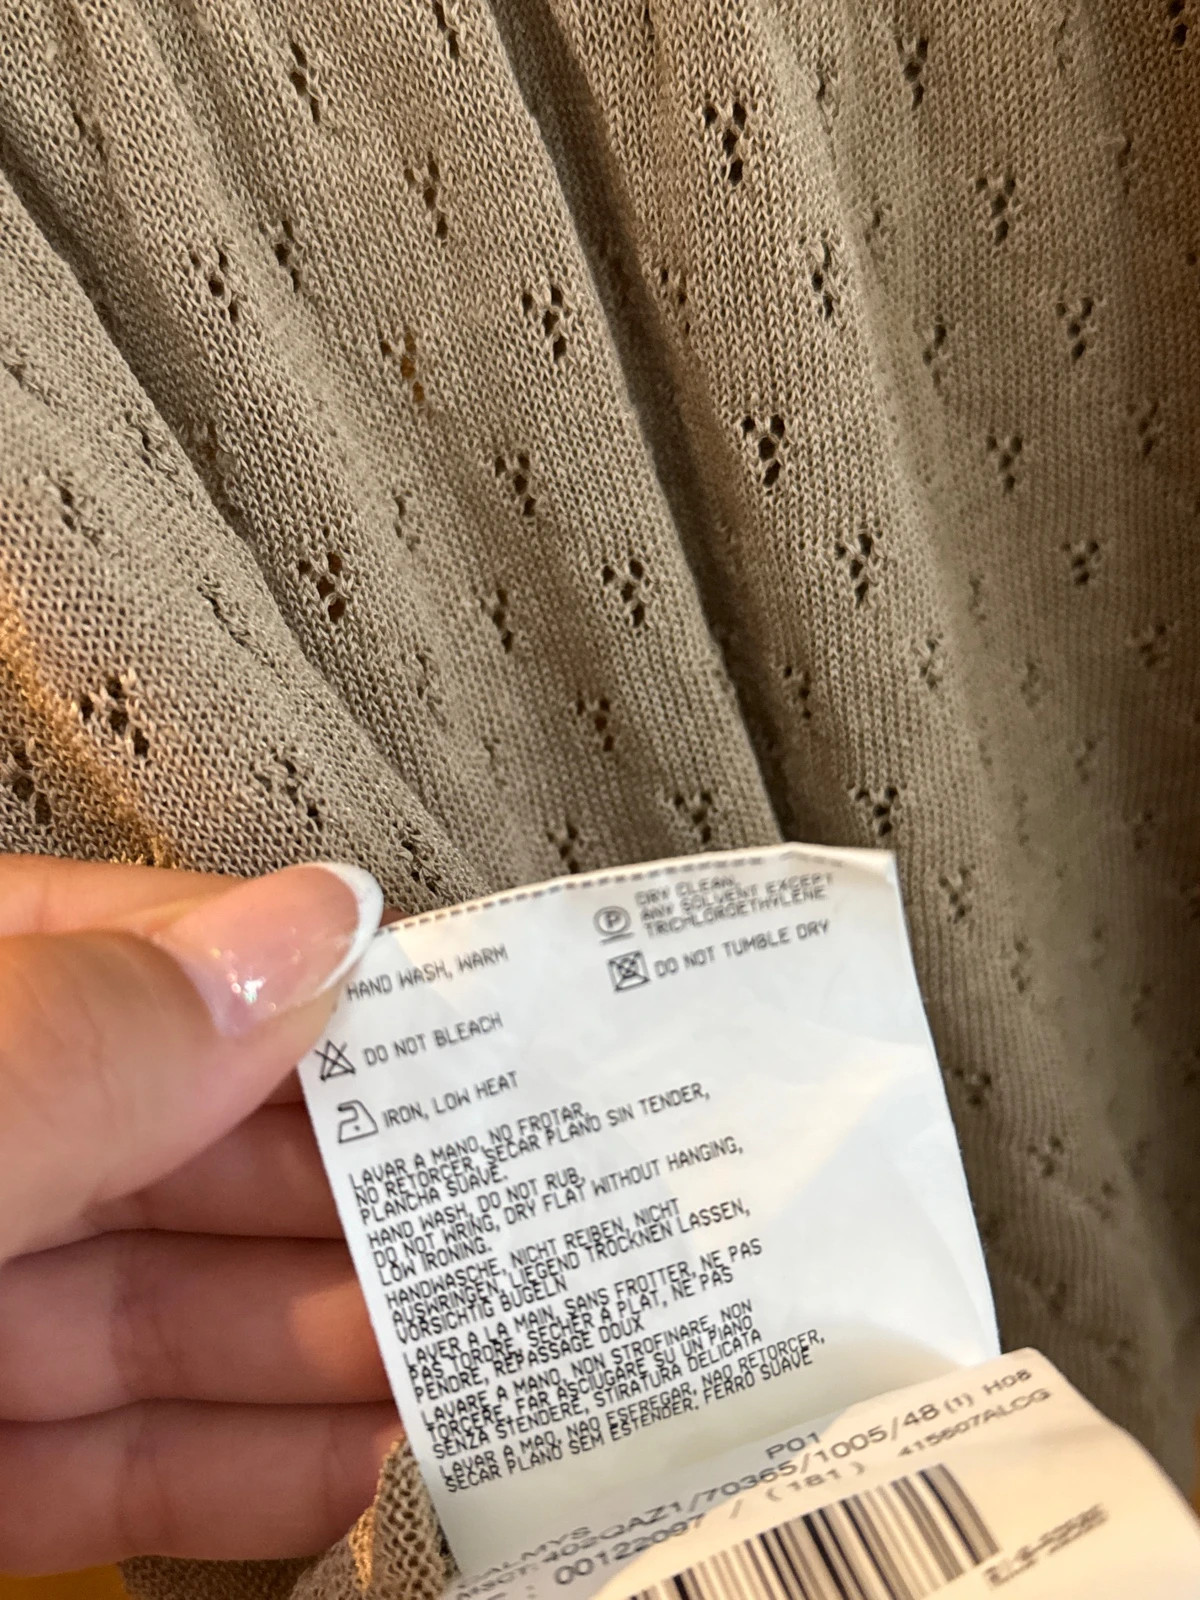 HAND WASH, WARM
DO NOT BLEACH
IRON, LOW HEAT
P
DRY CLEAN,
ANY SOLVENT EXCEPT
TRICHLOROETHYLENE
DO NOT TUMBLE DRY
LAVAR A MANO, NO FROTAR,
NO RETORCER, SECAR PLANO SIN TENDER,
PLANCHA SUAVE.
HAND WASH, DO NOT RUB,
DO NOT WRING, DRY FLAT WITHOUT HANGING,
LOW IRONING.
HANDWASCHE, NICHT REIBEN, NICHT
AUSWRINGEN, LIEGEND TROCKNEN LASSEN,
VORSICHTIG BUGELN
LAVER A LA MAIN, SANS FROTTER, NE PAS
PAS TORDRE, SECHER A PLAT, NE PAS
PENDRE, REPASSAGE DOUX
LAVARE A MANO, NON STROFINARE, NON
TORCERE, FAR ASCIUGARE SU UN PIANO
SENZA STENDERE, STIRATURA DELICATA
LAVAR A MAO, NAO ESFREGAR, NAO RETORCER,
SECAR PLANO SEM ESTENDER, FERRO SUAVE
P01
402QAZ1/70365/1005/48(1) H08
00122097 / (181) 415607ALCG